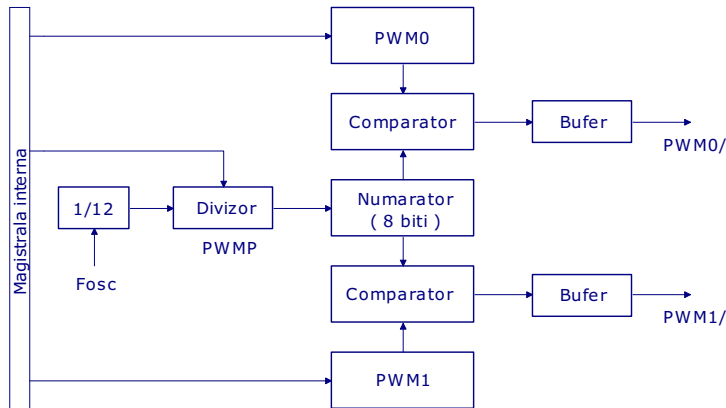 Magistrala interna
PWM0
Comparator
Bufer
PWM0/
1/12
Divizor
Numarator
( 8 biti )
PWMP
Fosc
Comparator
Bufer
PWM1/
PWM1